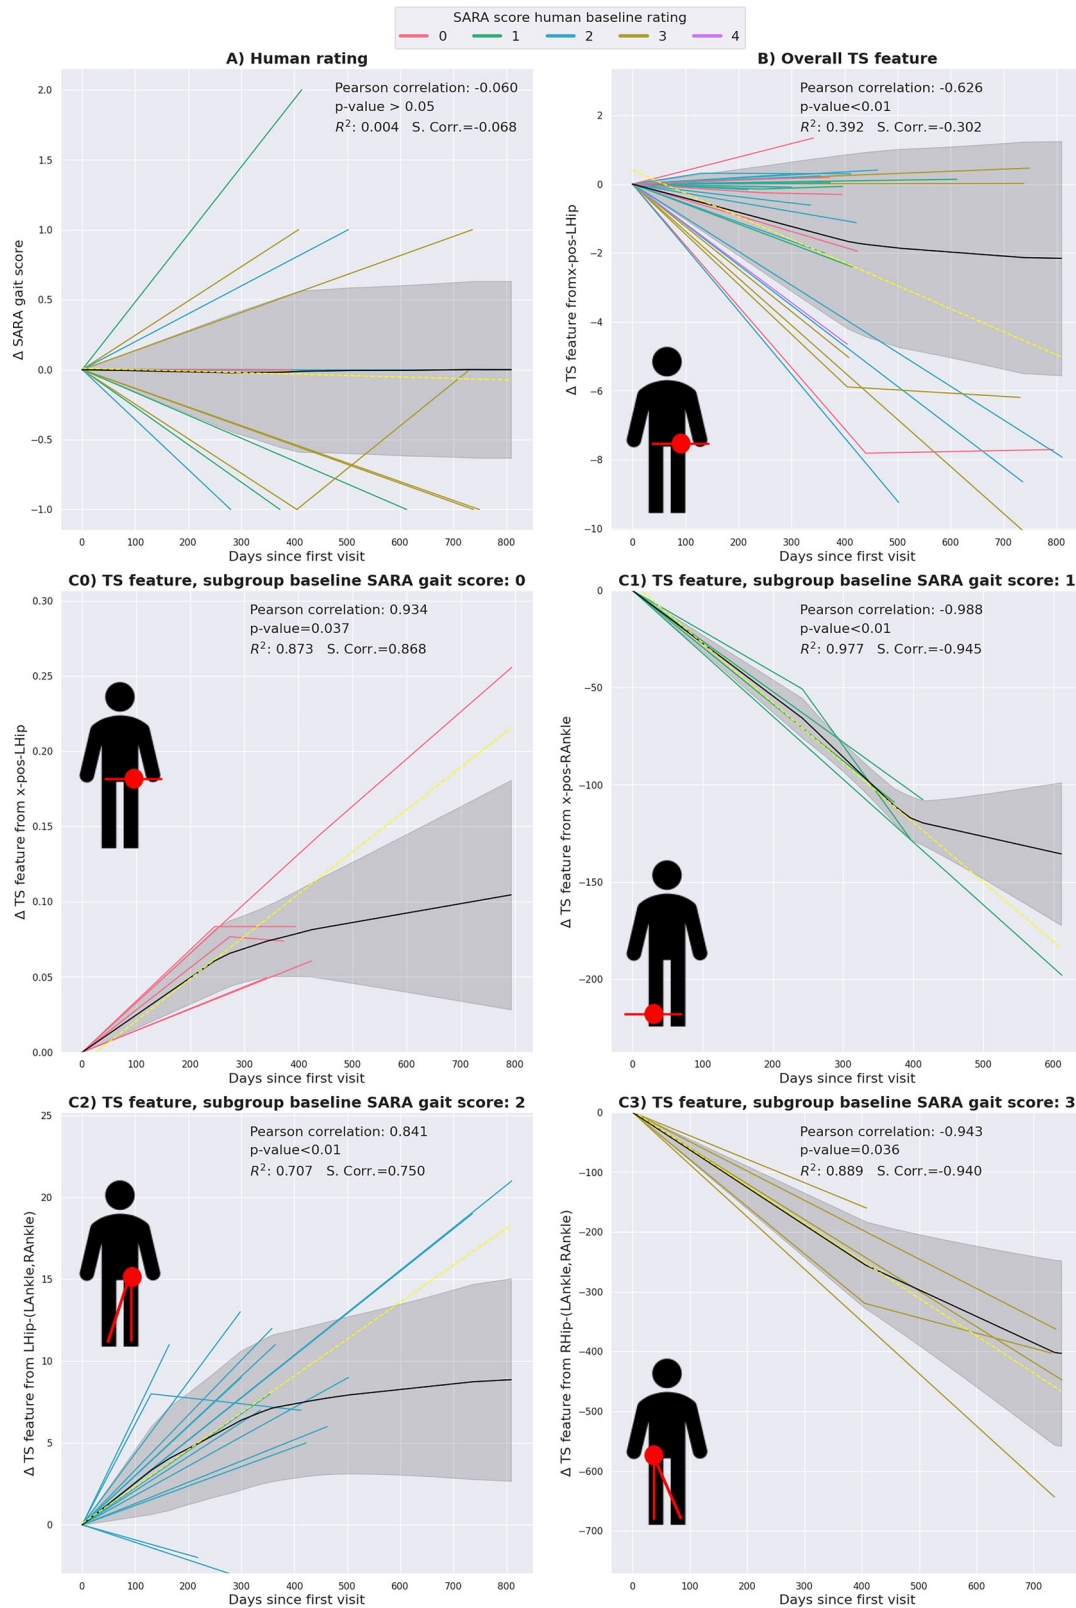 SARA score human baseline rating
0 1 2 3 4
A) Human rating
Pearson correlation: -0.060
p-value > 0.05
R²: 0.004 S. Corr.=-0.068
Δ SARA gait score
2.0
1.5
1.0
0.5
0.0
−0.5
−1.0
0 100 200 300 400 500 600 700 800
Days since first visit
B) Overall TS feature
Pearson correlation: -0.626
p-value<0.01
R²: 0.392 S. Corr.=-0.302
Δ TS feature fromx-pos-LHip
2
0
−2
−4
−6
−8
−10
0 100 200 300 400 500 600 700 800
Days since first visit
C0) TS feature, subgroup baseline SARA gait score: 0
Pearson correlation: 0.934
p-value=0.037
R²: 0.873 S. Corr.=0.868
Δ TS feature from x-pos-LHip
0.30
0.25
0.20
0.15
0.10
0.05
0.00
0 100 200 300 400 500 600 700 800
Days since first visit
C1) TS feature, subgroup baseline SARA gait score: 1
Pearson correlation: -0.988
p-value<0.01
R²: 0.977 S. Corr.=-0.945
Δ TS feature from x-pos-RAnkle
0
−50
−100
−150
−200
0 100 200 300 400 500 600
Days since first visit
C2) TS feature, subgroup baseline SARA gait score: 2
Pearson correlation: 0.841
p-value<0.01
R²: 0.707 S. Corr.=0.750
Δ TS feature from LHip-(LAnkle,RAnkle)
25
20
15
10
5
0
0 100 200 300 400 500 600 700 800
Days since first visit
C3) TS feature, subgroup baseline SARA gait score: 3
Pearson correlation: -0.943
p-value=0.036
R²: 0.889 S. Corr.=-0.940
Δ TS feature from RHip-(LAnkle,RAnkle)
0
−100
−200
−300
−400
−500
−600
−700
0 100 200 300 400 500 600 700
Days since first visit